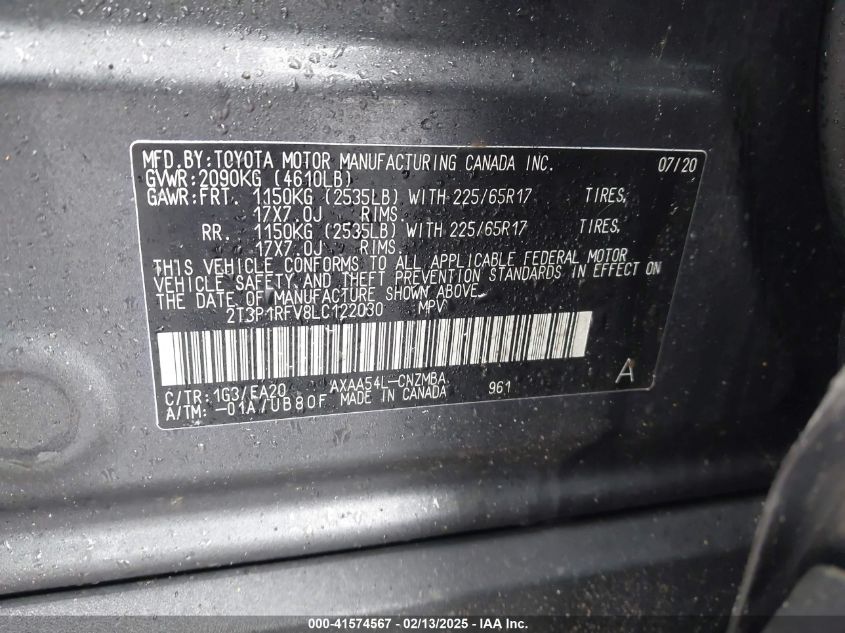 MFD.BY:TOYOTA MOTOR MANUFACTURING CANADA INC. 07/20
GVWR:2090KG (4610LB)
GAWR:FRT. 1150KG (2535LB) WITH 225/65R17 TIRES,
17X7.0J RIMS
RR. 1150KG (2535LB) WITH 225/65R17 TIRES,
17X7.0J RIMS
THIS VEHICLE CONFORMS TO ALL APPLICABLE FEDERAL MOTOR
VEHICLE SAFETY AND THEFT PREVENTION STANDARDS IN EFFECT ON
THE DATE OF MANUFACTURE SHOWN ABOVE.
2T3P1RFV8LC122030 MPV
C/TR:1G3/EA20 AXAA54L-CNZMBA 961 A
A/TM:-01A/UB80F MADE IN CANADA
000-41574567 - 02/13/2025 - IMPACT - IAAI.COM